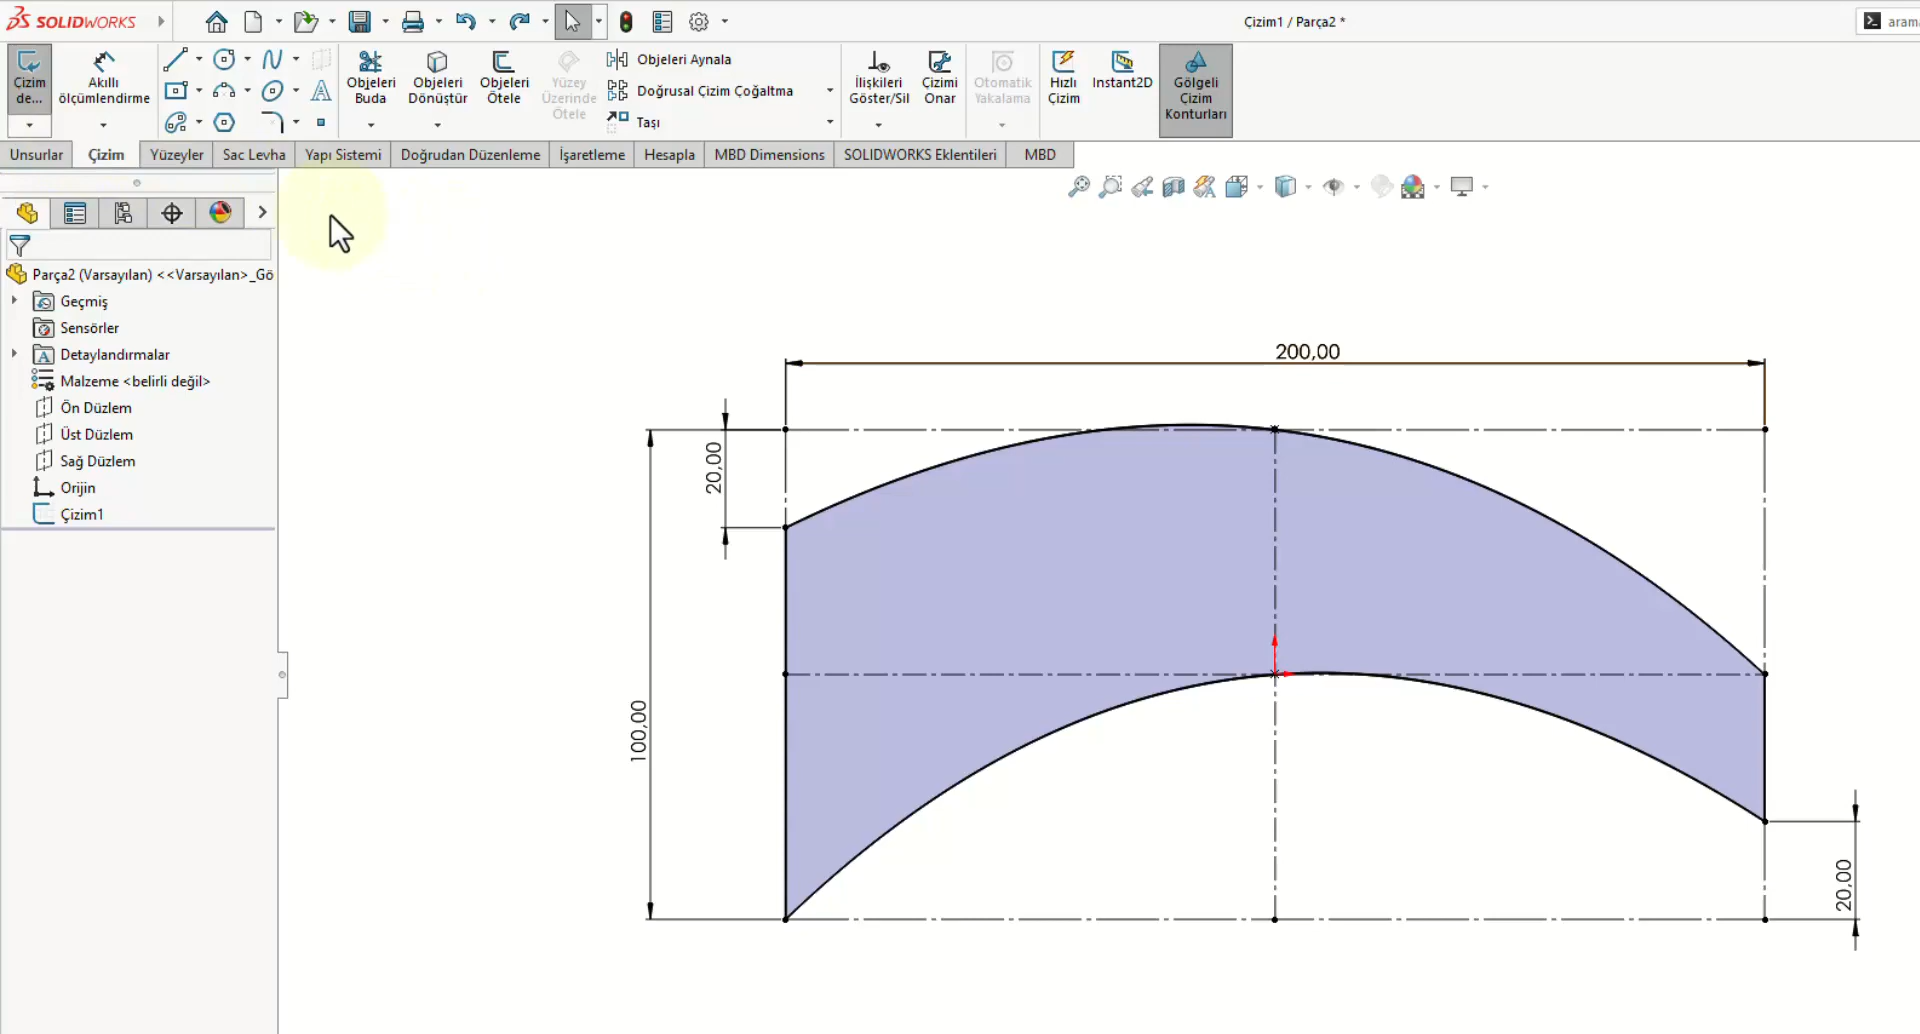 SOLIDWORKS
Çizim1 / Parça2 *
arama
Çizim
de...
Akıllı
ölçümlendirme
Objeleri
Buda
Objeleri
Dönüştür
Objeleri
Ötele
Yüzey
Üzerinde
Ötele
Objeleri Aynala
Doğrusal Çizim Çoğaltma
Taşı
İlişkileri
Göster/Sil
Çizimi
Onar
Otomatik
Yakalama
Hızlı
Çizim
Instant2D
Gölgeli
Çizim
Konturları
Unsurlar Çizim Yüzeyler Sac Levha Yapı Sistemi Doğrudan Düzenleme İşaretleme Hesapla MBD Dimensions SOLIDWORKS Eklentileri MBD
Parça2 (Varsayılan) <<Varsayılan>_Gö
Geçmiş
Sensörler
Detaylandırmalar
Malzeme <belirli değil>
Ön Düzlem
Üst Düzlem
Sağ Düzlem
Orijin
Çizim1
200,00
20,00
100,00
20,00